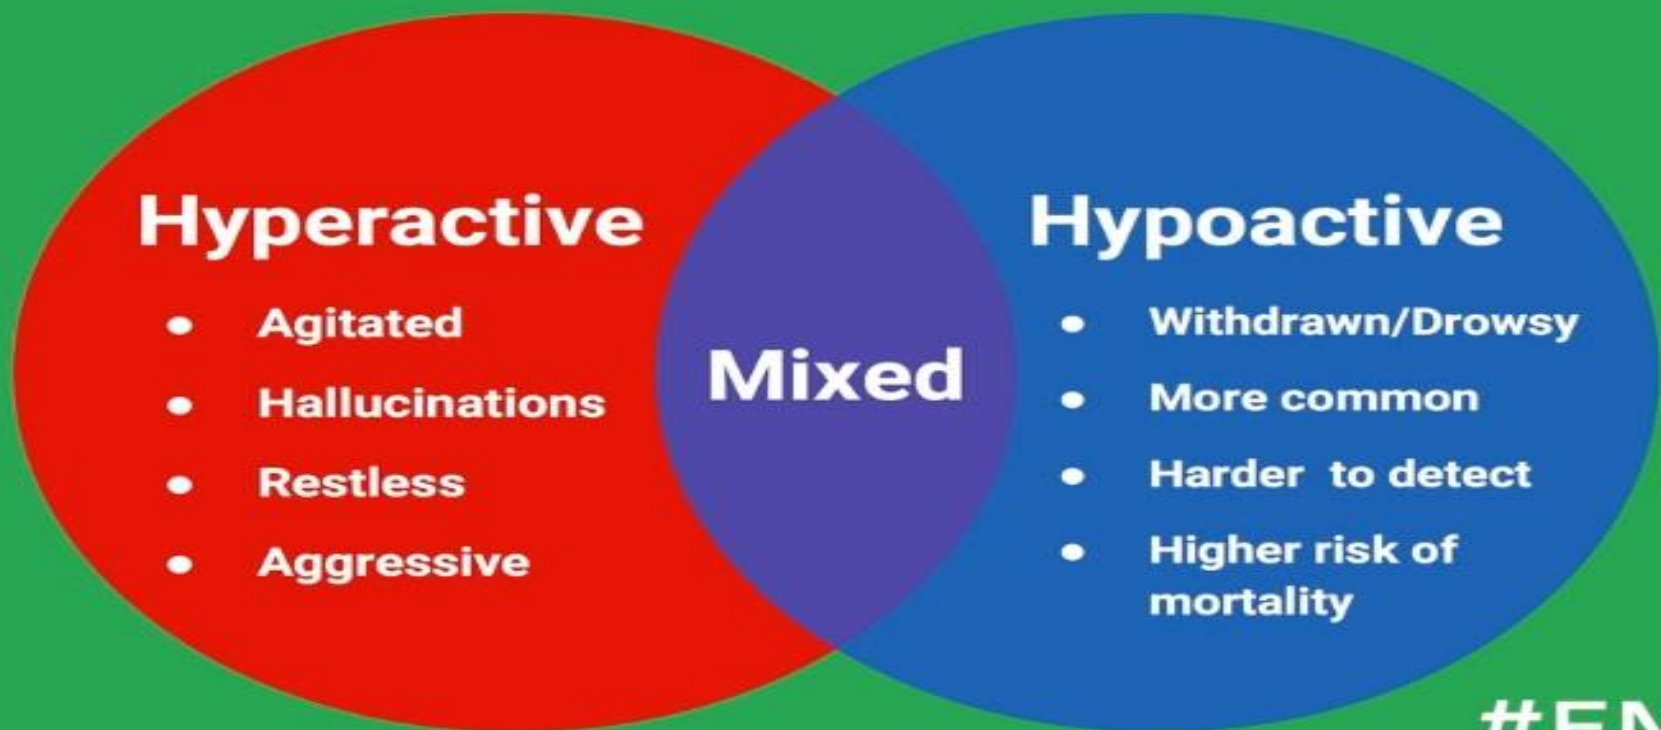 Hyperactive
• Agitated
• Hallucinations
• Restless
• Aggressive
Mixed
Hypoactive
• Withdrawn/Drowsy
• More common
• Harder to detect
• Higher risk of
mortality